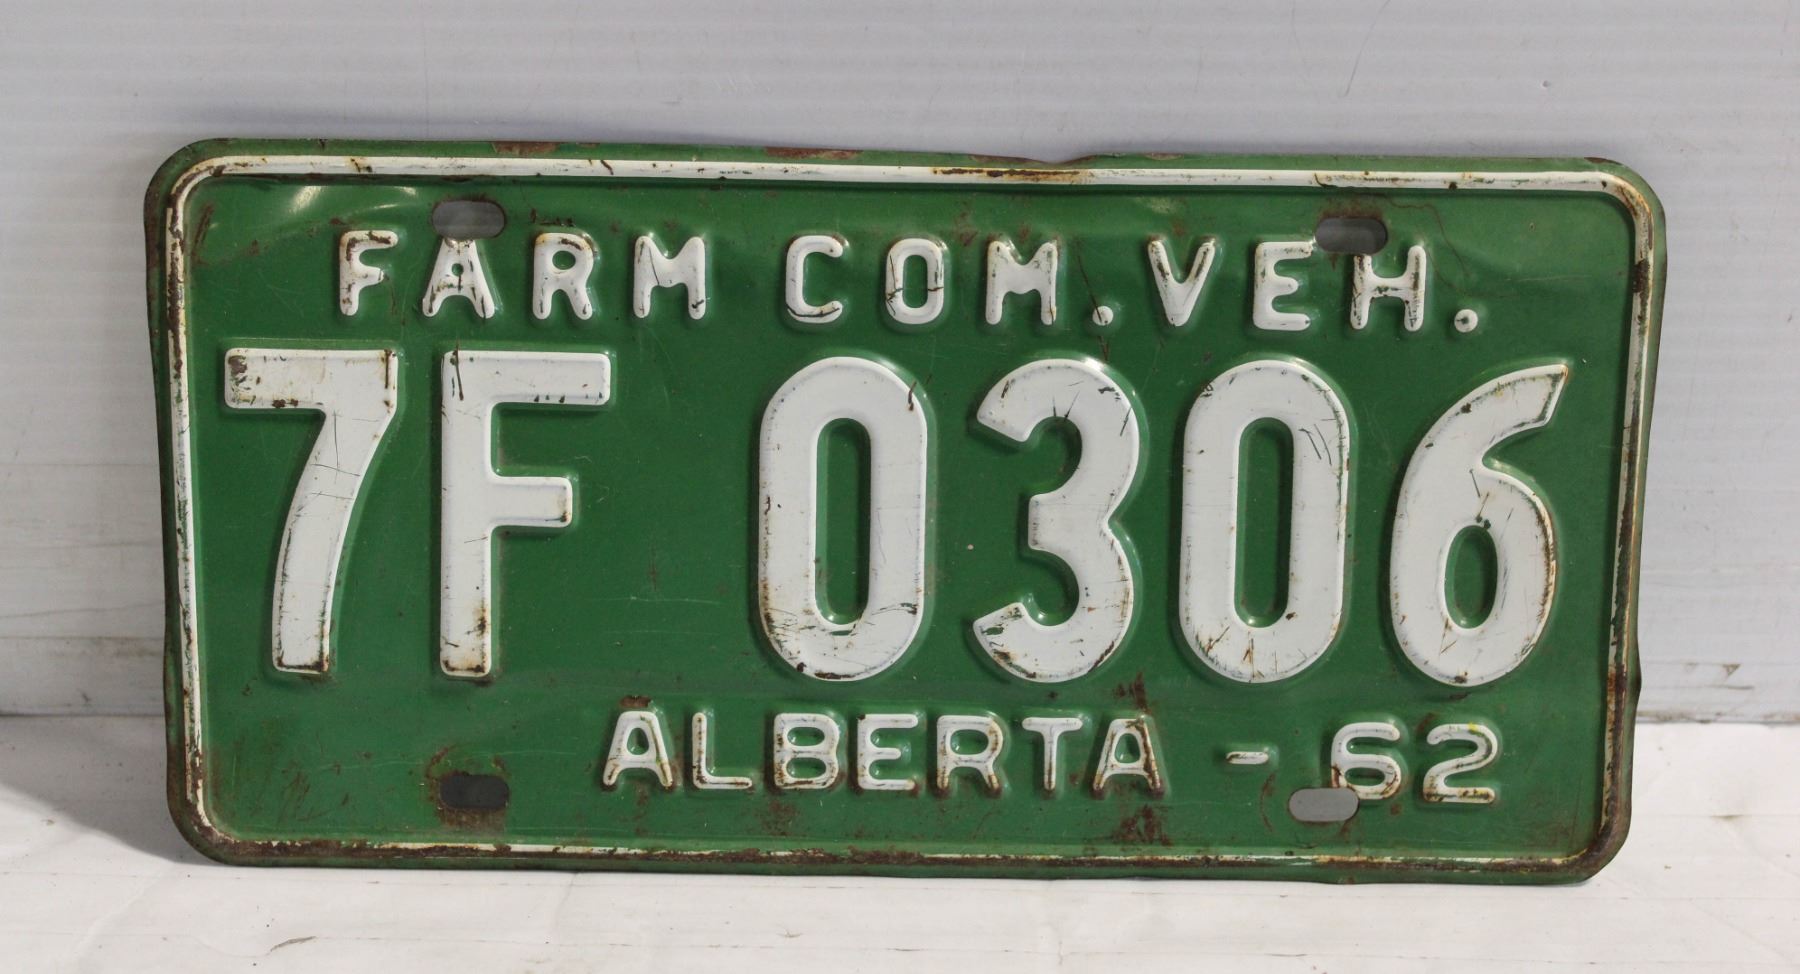 FARM COM. VEH.
7F 0306
ALBERTA - 62